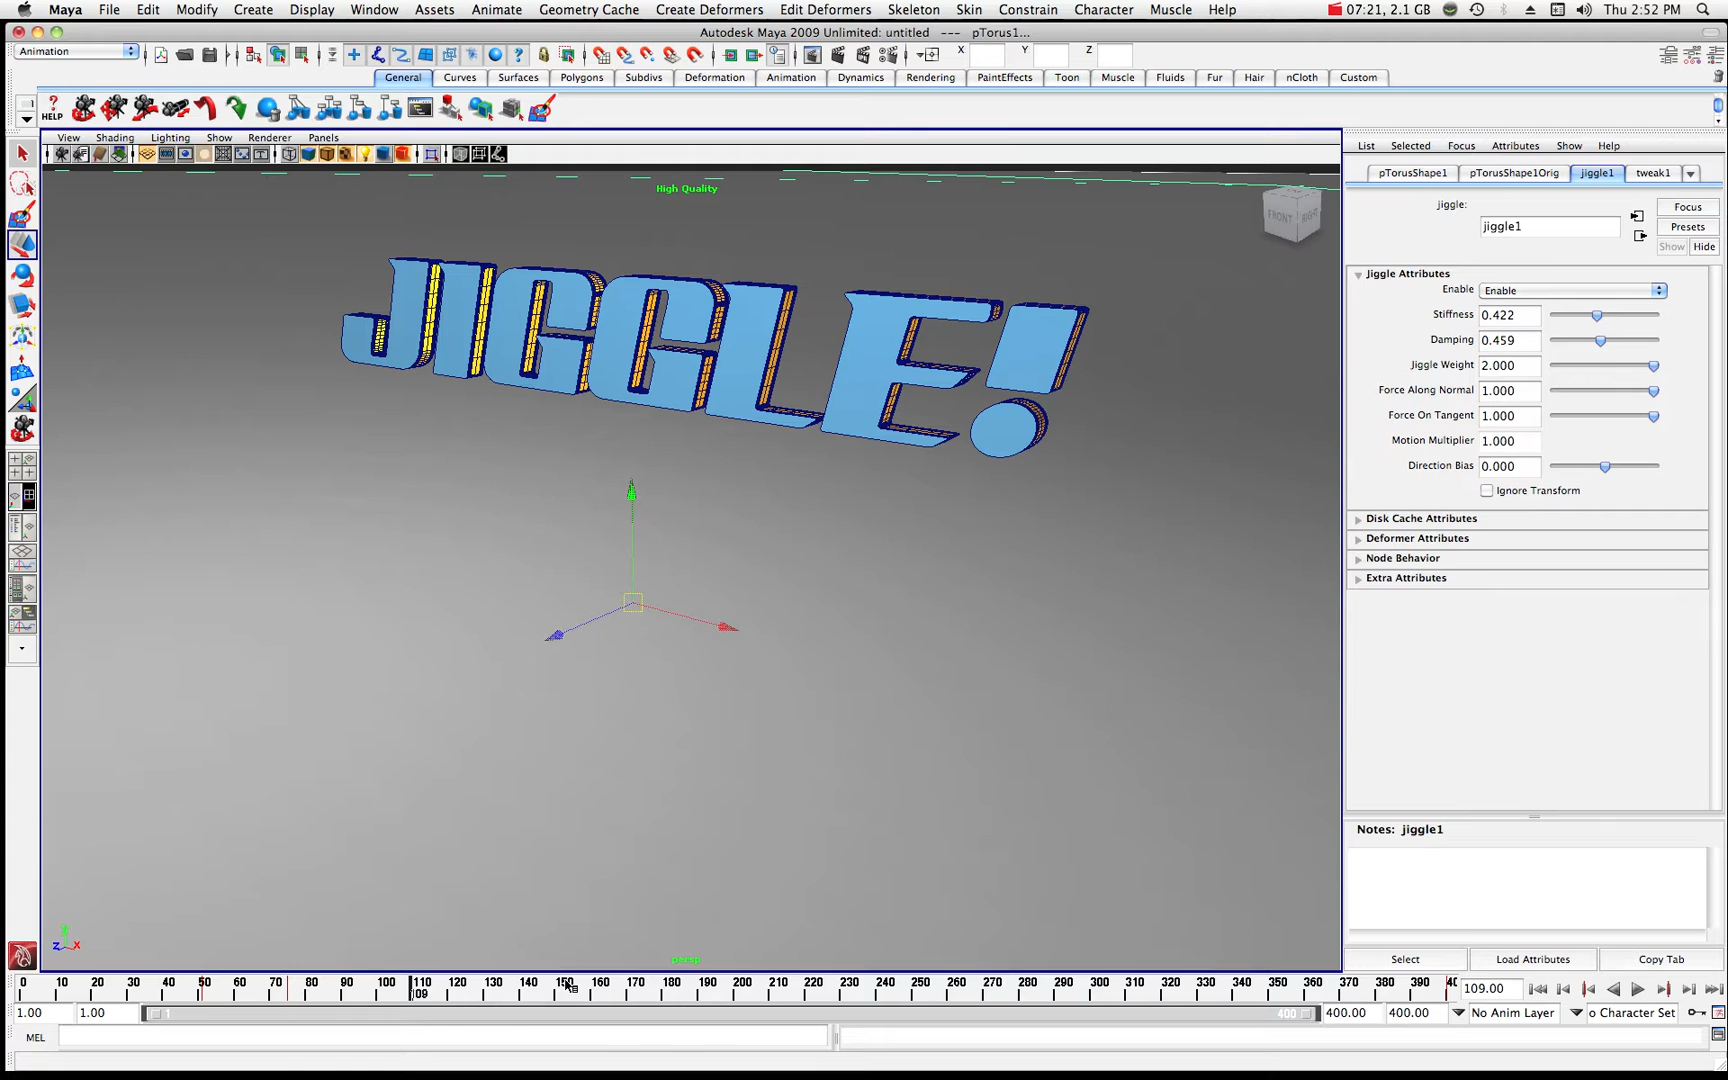 Maya File Edit Modify Create Display Window Assets Animate Geometry Cache Create Deformers Edit Deformers Skeleton Skin Constrain Character Muscle Help 07:21, 2.1 GB Thu 2:52 PM
Autodesk Maya 2009 Unlimited: untitled --- pTorus1...
Animation X Y Z
General Curves Surfaces Subdivs Polygons Deformation Animation Dynamics Rendering PaintEffects Toon Muscle Fluids Fur Hair nCloth Custom
HELP
View Shading Lighting Show Renderer Panels
List Selected Focus Attributes Show Help
High Quality
pTorusShape1 pTorusShape1Orig jiggle1 tweak1
FRONT RIGHT
jiggle: jiggle1
Focus
Presets
Show Hide
JIGGLE!
Jiggle Attributes
Enable Enable
Stiffness 0.422
Damping 0.459
Jiggle Weight 2.000
Force Along Normal 1.000
Force On Tangent 1.000
Motion Multiplier 1.000
Direction Bias 0.000
Ignore Transform
Disk Cache Attributes
Deformer Attributes
Node Behavior
Extra Attributes
Notes: jiggle1
Y
Z X
persp
Select Load Attributes Copy Tab
0 10 20 30 40 50 60 70 80 90 100 110 120 130 140 150 160 170 180 190 200 210 220 230 240 250 260 270 280 290 300 310 320 330 340 350 360 370 380 390 40
109.00
09
1.00 1.00 1 400 400.00 400.00 No Anim Layer o Character Set
MEL